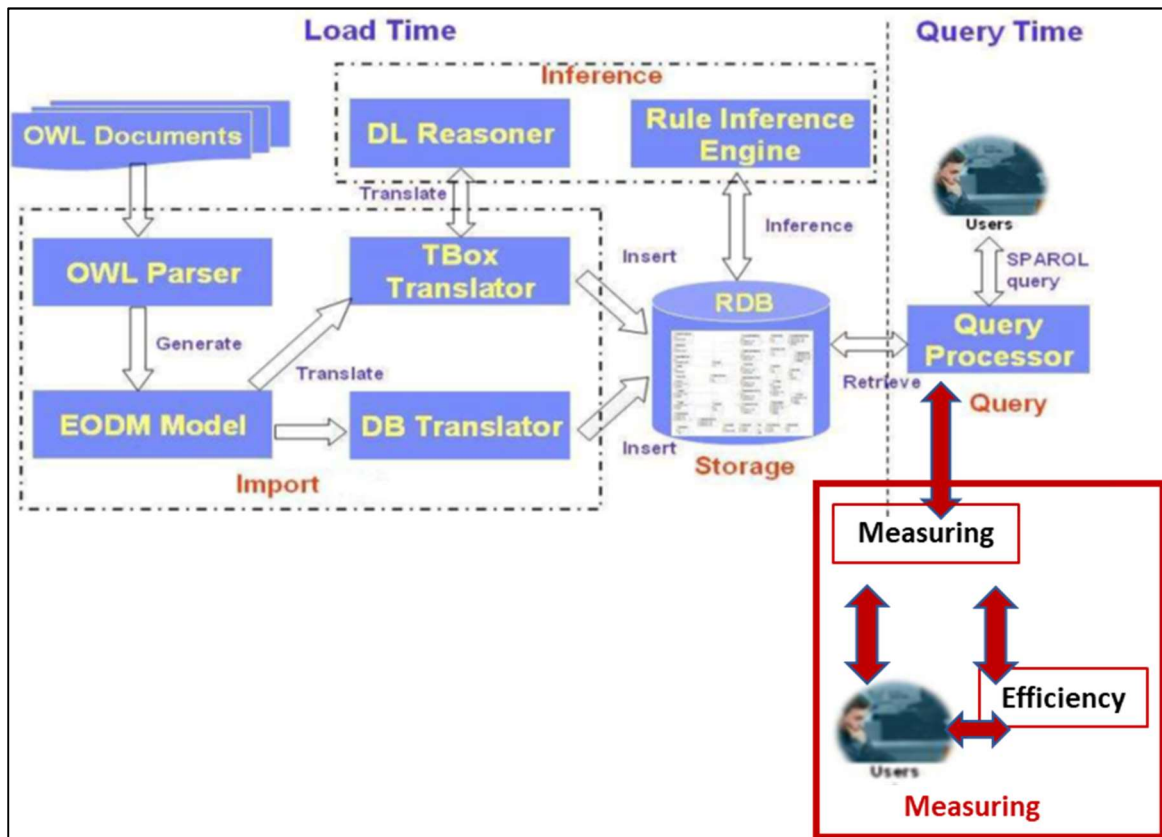 Load Time
Query Time
Inference
OWL Documents
DL Reasoner
Rule Inference
Engine
Translate
Users
OWL Parser
TBox
Translator
Insert
Inference
SPARQL
query
RDB
Generate
Translate
Query
Processor
Retrieve
EODM Model
DB Translator
Insert
Query
Import
Storage
Measuring
Efficiency
Users
Measuring